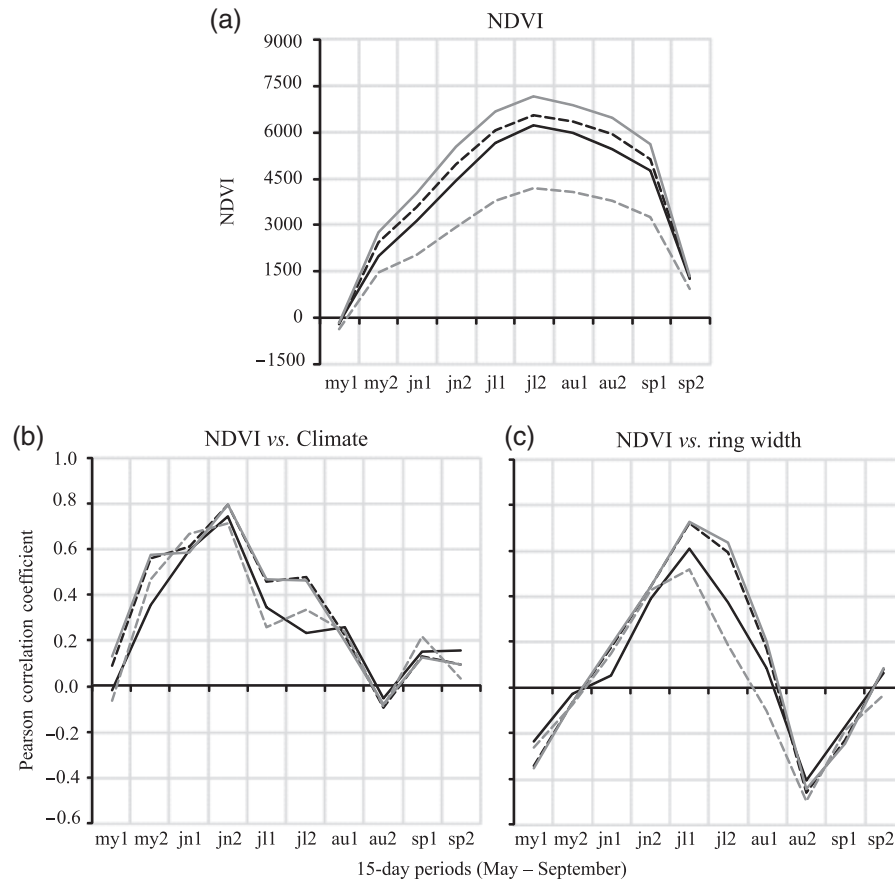 (a)
NDVI
9000
7500
6000
4500
3000
1500
0
−1500
NDVI
my1 my2 jn1 jn2 jl1 jl2 au1 au2 sp1 sp2
(b)
NDVI vs. Climate
1.0
0.8
0.6
0.4
0.2
0.0
−0.2
−0.4
−0.6
Pearson correlation coefficient
my1 my2 jn1 jn2 jl1 jl2 au1 au2 sp1 sp2
(c)
NDVI vs. ring width
my1 my2 jn1 jn2 jl1 jl2 au1 au2 sp1 sp2
15-day periods (May – September)